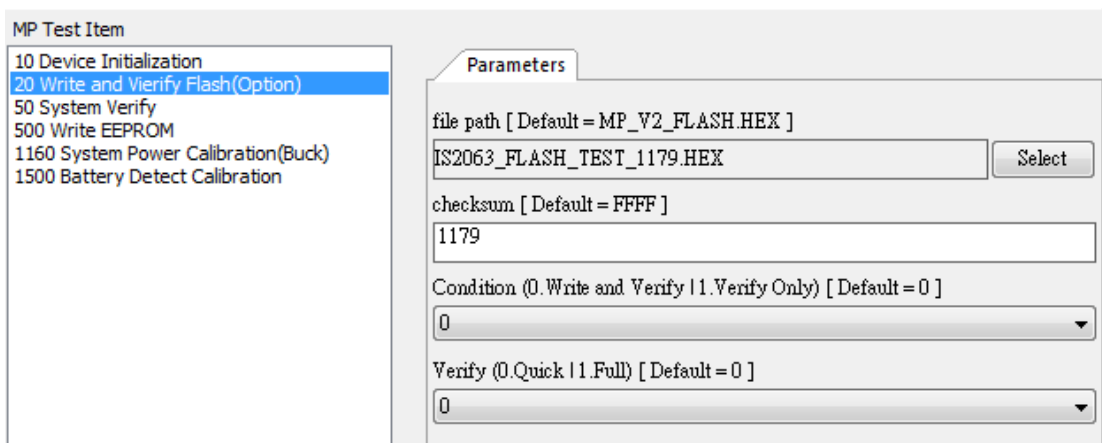 MP Test Item
10 Device Initialization
20 Write and Vierify Flash(Option)
50 System Verify
500 Write EEPROM
1160 System Power Calibration(Buck)
1500 Battery Detect Calibration
Parameters
file path [ Default = MP_V2_FLASH.HEX ]
IS2063_FLASH_TEST_1179.HEX
Select
checksum [ Default = FFFF ]
1179
Condition (0.Write and Verify | 1.Verify Only) [ Default = 0 ]
0
Verify (0.Quick | 1.Full) [ Default = 0 ]
0